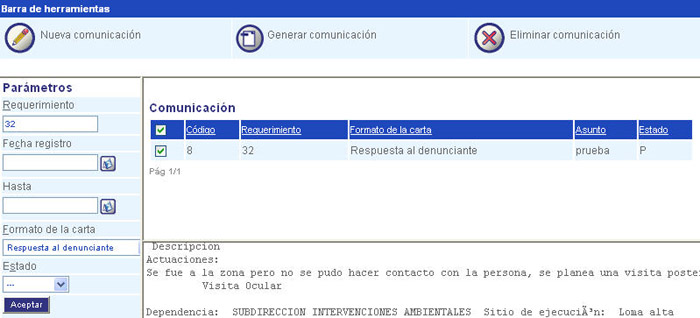 Barra de herramientas
Nueva comunicación
Generar comunicación
Eliminar comunicación
Parámetros
Requerimiento
32
Fecha registro
Hasta
Formato de la carta
Respuesta al denunciante
Estado
---
Aceptar
Comunicación
Código Requerimiento Formato de la carta Asunto Estado
8 32 Respuesta al denunciante prueba P
Pág 1/1
Descripcion
Actuaciones:
Se fue a la zona pero no se pudo hacer contacto con la persona, se planea una visita poste
Visita Ocular
Dependencia: SUBDIRECCION INTERVENCIONES AMBIENTALES Sitio de ejecuciÃ³n: Loma alta